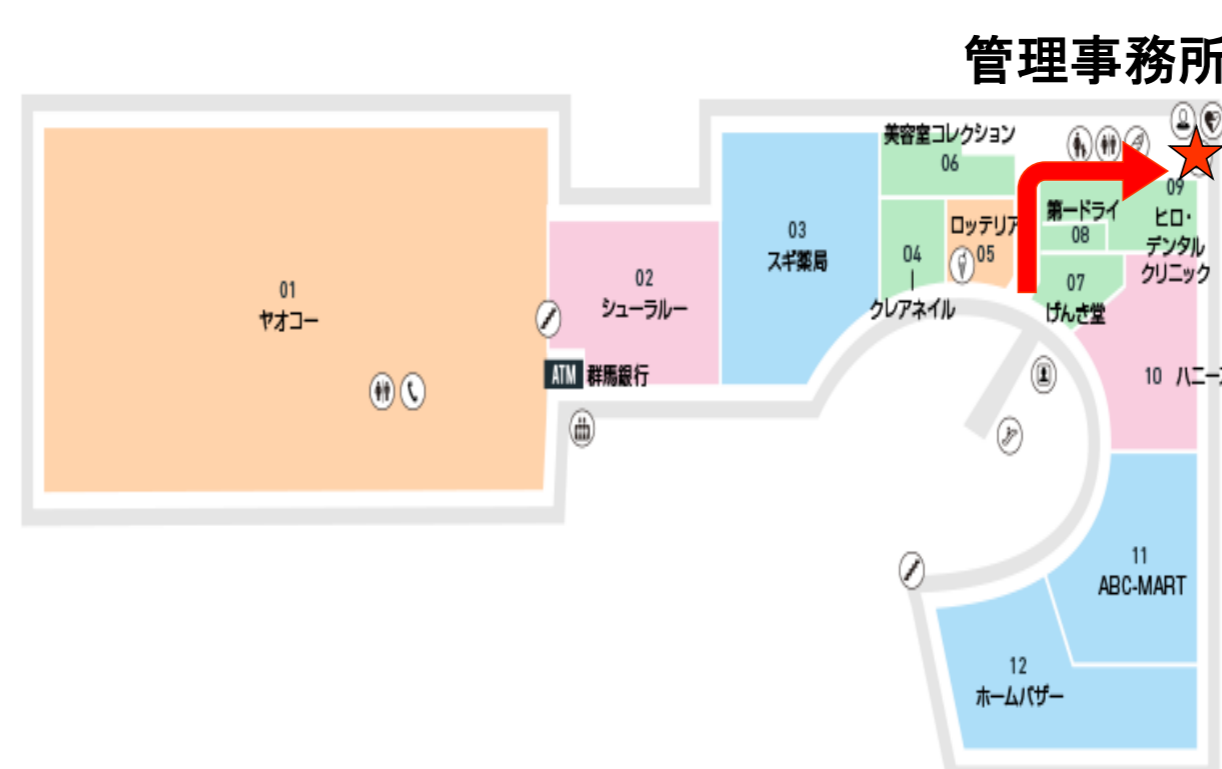 管理事務所
美容室コレクション
06
09
ヒロ・
デンタル
クリニック
第一ドライ
08
ロッテリア
05
03
スギ薬局
04
クレアネイル
07
げんき堂
02
シューラルー
01
ヤオコー
ATM 群馬銀行
10 ハニー
11
ABC-MART
12
ホームバザー